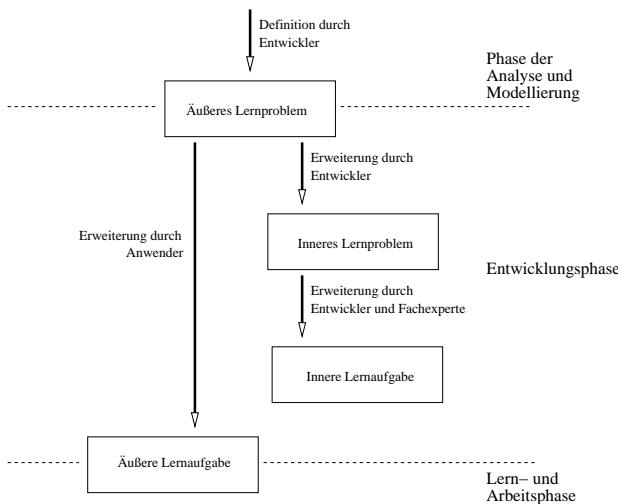 Definition durch
Entwickler
Phase der
Analyse und
Modellierung
Äußeres Lernproblem
Erweiterung durch
Entwickler
Erweiterung durch
Anwender
Inneres Lernproblem
Entwicklungsphase
Erweiterung durch
Entwickler und Fachexperte
Innere Lernaufgabe
Äußere Lernaufgabe
Lern– und
Arbeitsphase